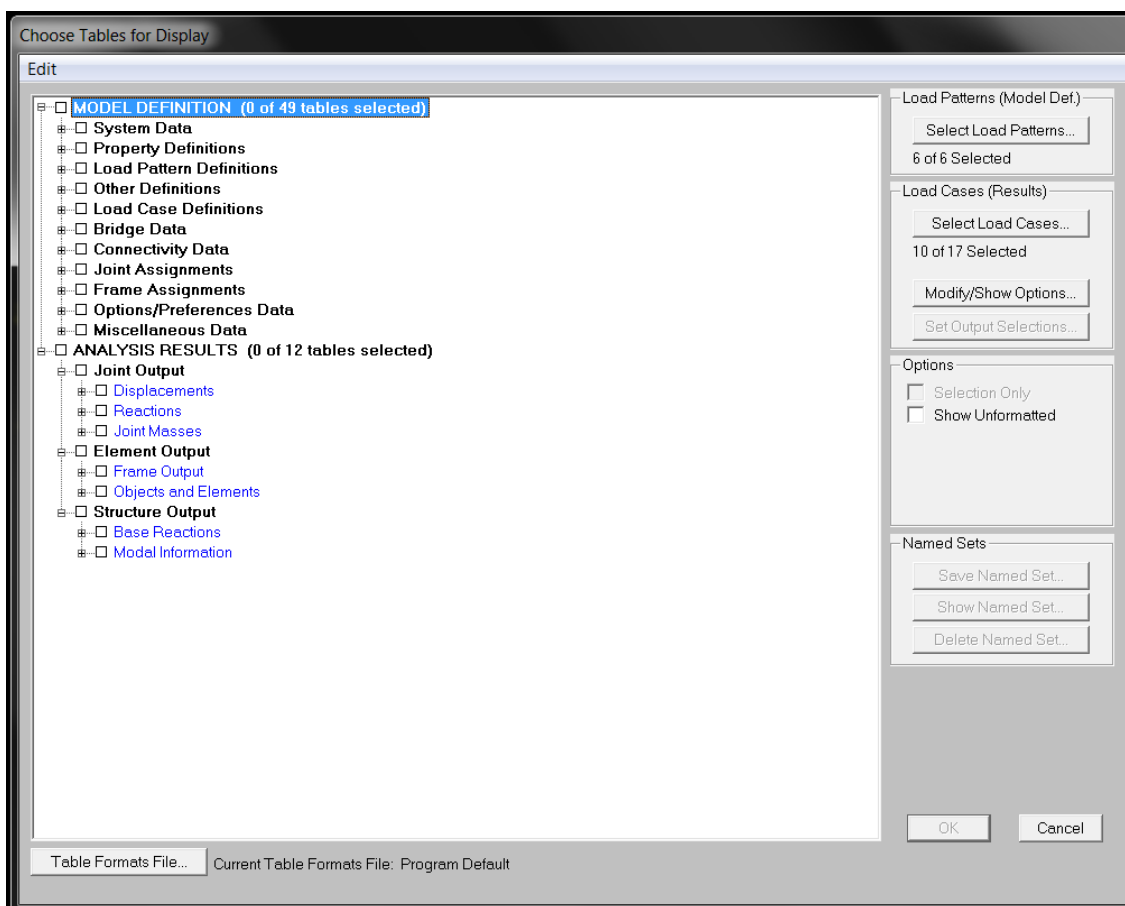 Choose Tables for Display
Edit
MODEL DEFINITION (0 of 49 tables selected)
System Data
Property Definitions
Load Pattern Definitions
Other Definitions
Load Case Definitions
Bridge Data
Connectivity Data
Joint Assignments
Frame Assignments
Options/Preferences Data
Miscellaneous Data
ANALYSIS RESULTS (0 of 12 tables selected)
Joint Output
Displacements
Reactions
Joint Masses
Element Output
Frame Output
Objects and Elements
Structure Output
Base Reactions
Modal Information
Load Patterns (Model Def.)
Select Load Patterns...
6 of 6 Selected
Load Cases (Results)
Select Load Cases...
10 of 17 Selected
Modify/Show Options...
Set Output Selections...
Options
Selection Only
Show Unformatted
Named Sets
Save Named Set...
Show Named Set...
Delete Named Set...
OK
Cancel
Table Formats File...
Current Table Formats File: Program Default